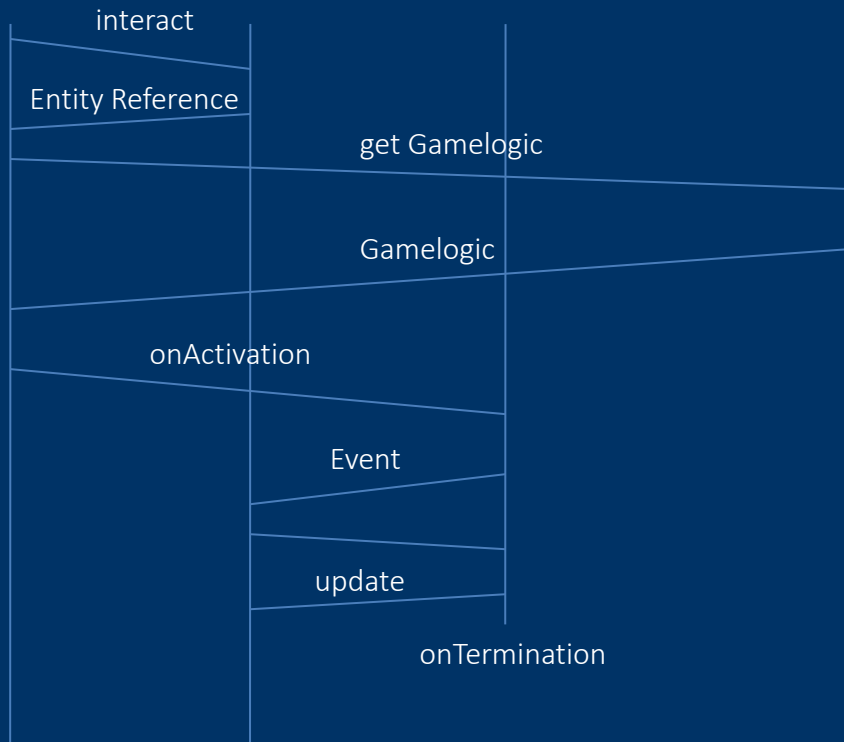 interact
Entity Reference
get Gamelogic
Gamelogic
onActivation
Event
update
onTermination